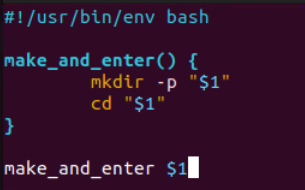 #!/usr/bin/env bash
make_and_enter() {
        mkdir -p "$1"
        cd "$1"
}
make_and_enter $1